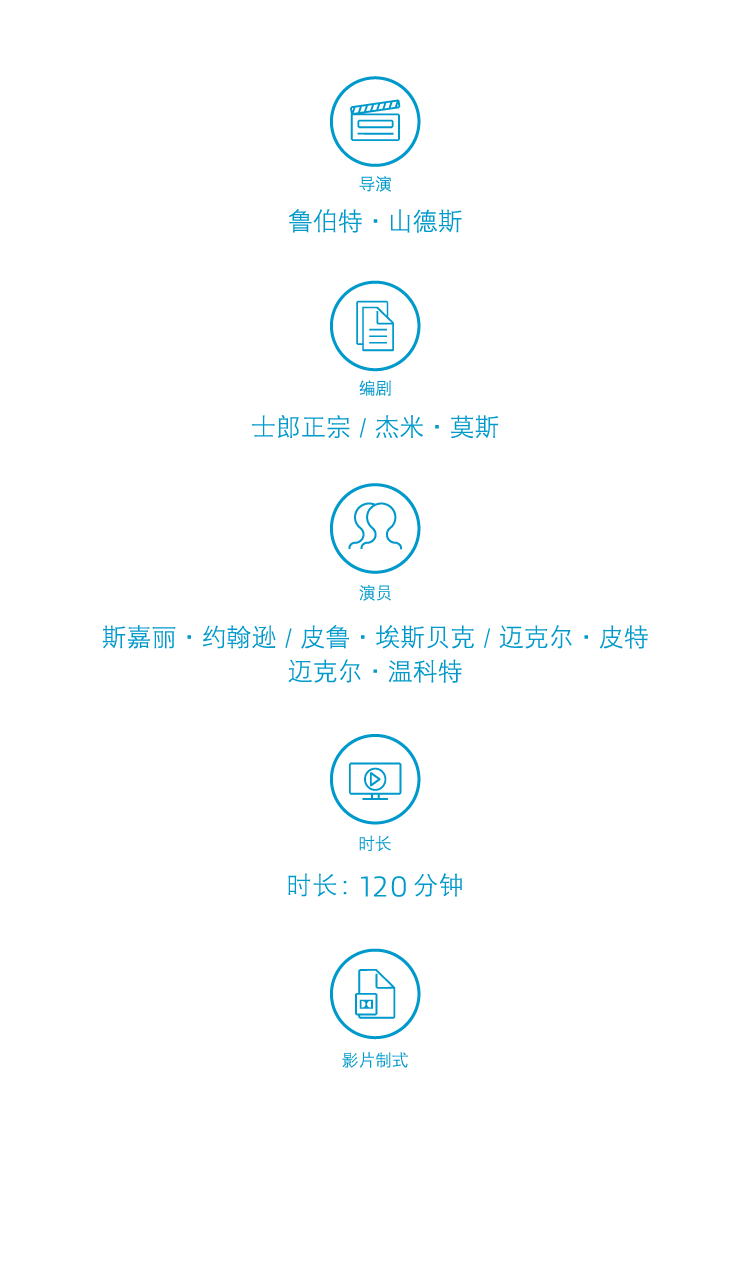 导演
鲁伯特·山德斯
编剧
士郎正宗 / 杰米·莫斯
演员
斯嘉丽·约翰逊 / 皮鲁·埃斯贝克 / 迈克尔·皮特
迈克尔·温科特
时长
时长：120 分钟
影片制式